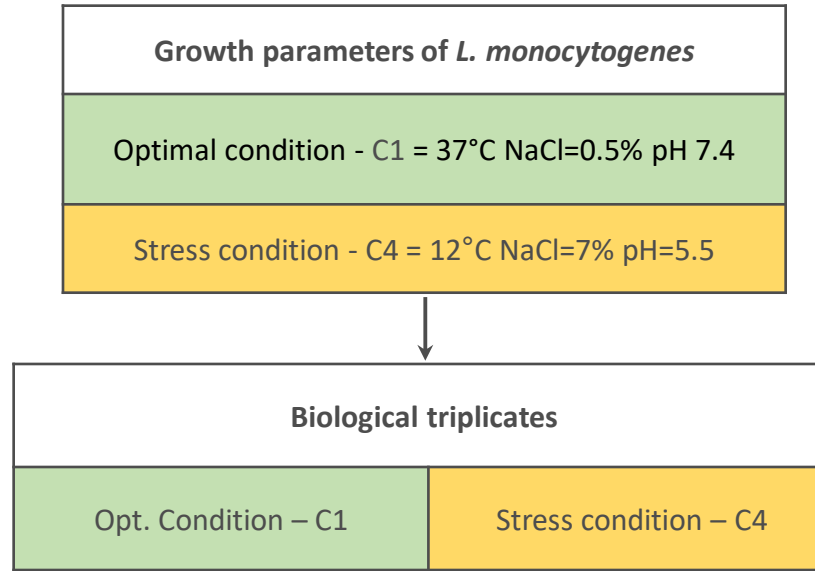 Growth parameters of L. monocytogenes
Optimal condition - C1 = 37°C NaCl=0.5% pH 7.4
Stress condition - C4 = 12°C NaCl=7% pH=5.5
Biological triplicates
Opt. Condition – C1
Stress condition – C4